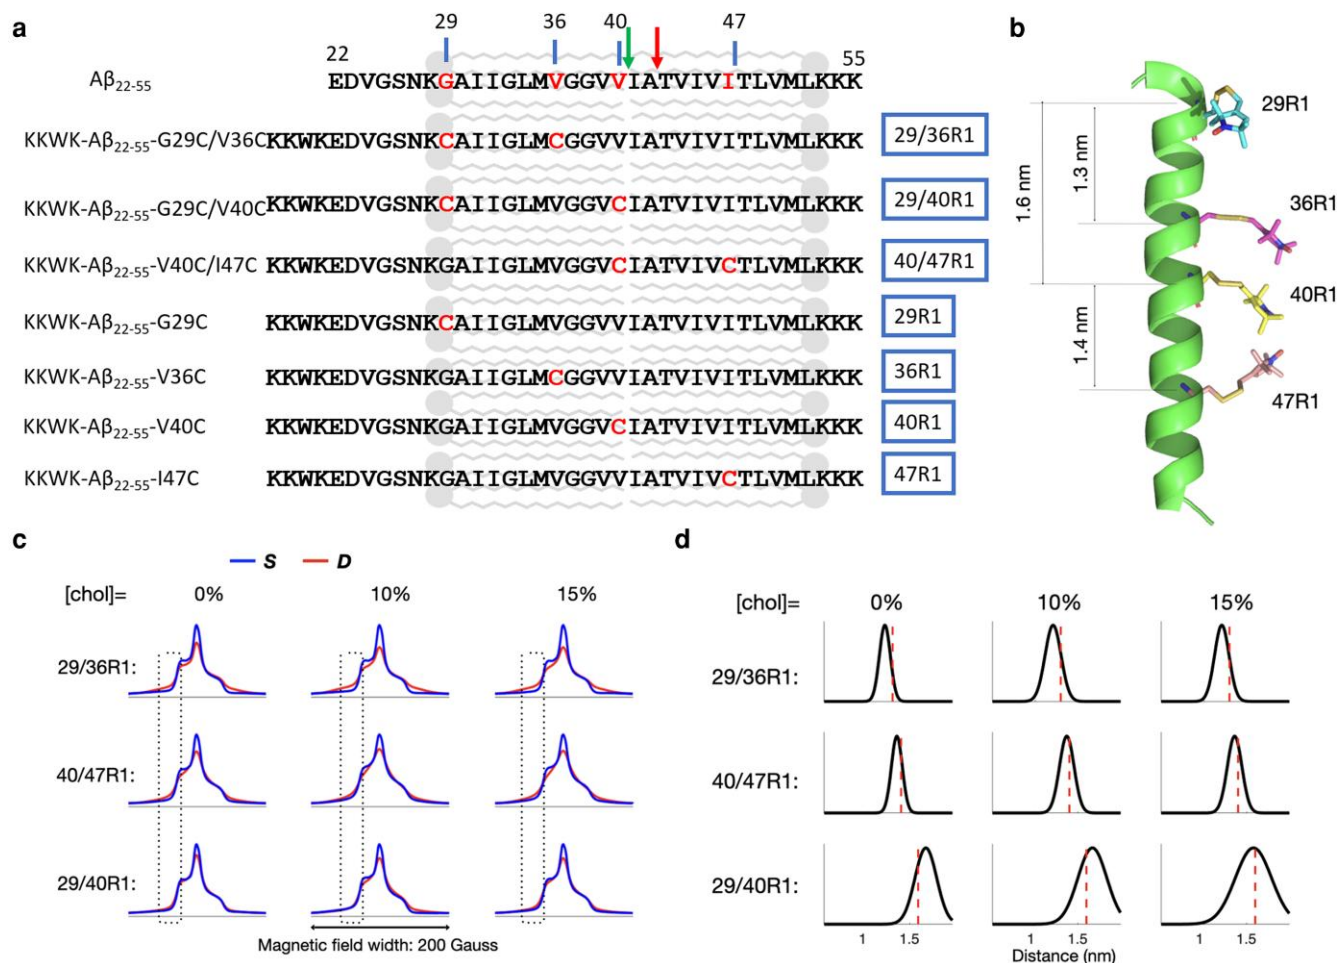 a
29 36 40 47
22 55
Aβ22-55 EDVGSNKGAIIGLMVGGVVIATVIVITLVMLKKK
KKWK-Aβ22-55-G29C/V36C KKWKEDVGSNKCAIIGLMCGGVVIATVIVITLVMLKKK 29/36R1
KKWK-Aβ22-55-G29C/V40C KKWKEDVGSNKCAIIGLMVGGVCIATVIVITLVMLKKK 29/40R1
KKWK-Aβ22-55-V40C/I47C KKWKEDVGSNKGAIIGLMVGGVCIATVIVCTLVMLKKK 40/47R1
KKWK-Aβ22-55-G29C KKWKEDVGSNKCAIIGLMVGGVVIATVIVITLVMLKKK 29R1
KKWK-Aβ22-55-V36C KKWKEDVGSNKGAIIGLMCGGVVIATVIVITLVMLKKK 36R1
KKWK-Aβ22-55-V40C KKWKEDVGSNKGAIIGLMVGGVCIATVIVITLVMLKKK 40R1
KKWK-Aβ22-55-I47C KKWKEDVGSNKGAIIGLMVGGVVIATVIVCTLVMLKKK 47R1
b
29R1
1.3 nm
1.6 nm
36R1
40R1
1.4 nm
47R1
c
S D
[chol]= 0% 10% 15%
29/36R1:
40/47R1:
29/40R1:
Magnetic field width: 200 Gauss
d
[chol]= 0% 10% 15%
29/36R1:
40/47R1:
29/40R1:
1 1.5 1 1.5 1 1.5
Distance (nm)